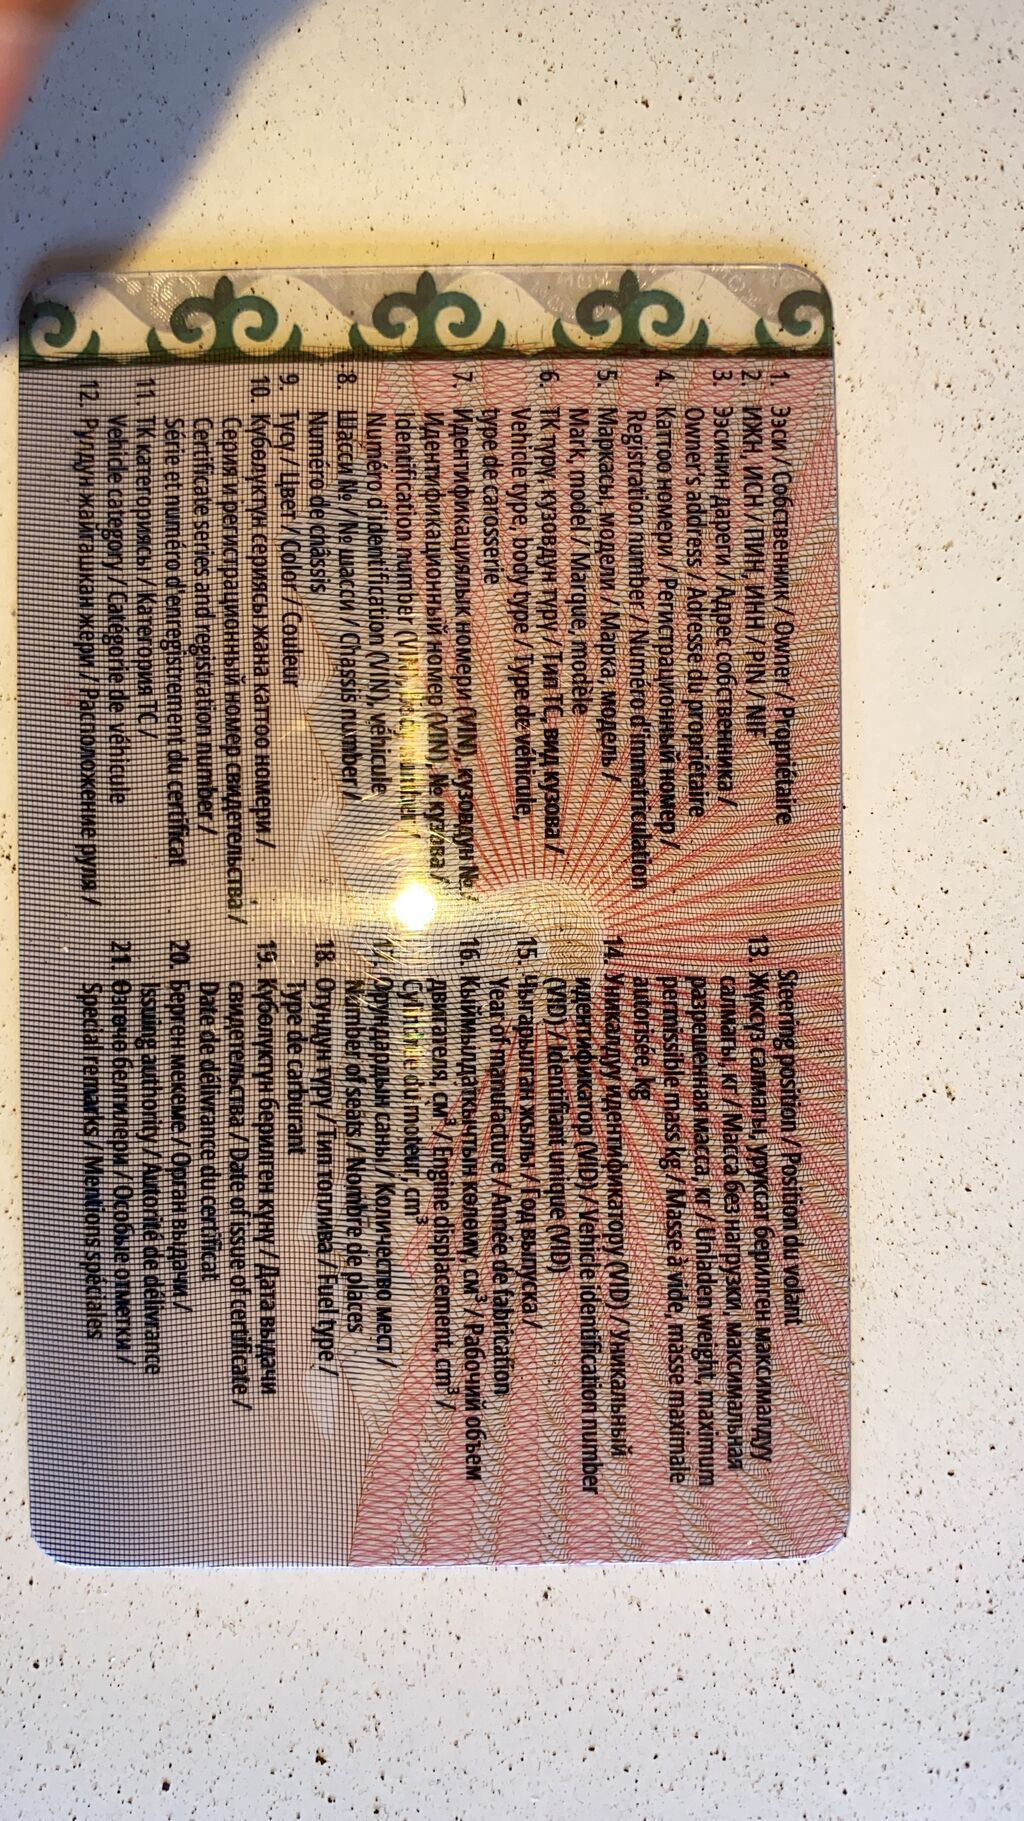 1. Ээси / Собственник / Owner / Propriétaire
2. ИЖН, ИСН / ПИН, ИНН / PIN / NIF
3. Ээсинин дареги / Адрес собственника /
Owner's address / Adresse du propriétaire
4. Каттоо номери / Регистрационный номер /
Registration number / Numéro d'immatriculation
5. Маркасы, модели / Марка, модель /
Mark, model / Marque, modèle
6. ТК түрү, кузовдун түрү / Тип ТС, вид кузова /
Vehicle type, body type / Type de véhicule,
type de carosserie
7. Идентификациялык номери (VIN), кузовдун № /
Идентификационный номер (VIN), № кузова /
Identification number (VIN)
Numéro d'identification (VIN), véhicule
8. Шасси № / № шасси / Chassis number /
Numéro de châssis
9. Түсү / Цвет / Color / Couleur
10. Күбөлүктүн сериясы жана каттоо номери /
Серия и регистрационный номер свидетельства /
Certificate series and registration number /
Série et numéro d'enregistrement du certificat
11. ТК категориясы / Категория ТС /
Vehicle category / Catégorie de véhicule
12. Рулдун жайгашкан жери / Расположение руля /
Steering position / Position du volant
13. Жүксүз салмагы, уруксат берилген максималдуу
салмагы, кг / Масса без нагрузки, максимальная
разрешенная масса, кг / Unladen weight, maximum
permissible mass kg / Masse à vide, masse maximale
autorisée, kg
14. Уникалдуу идентификатору (VID) / Уникальный
идентификатор (VID) / Vehicle identification number
(VID) / Identifiant unique (VID)
15. Чыгарылган жылы / Год выпуска /
Year of manufacture / Année de fabrication
16. Кыймылдаткычтын көлөмү, см³ / Рабочий объем
двигателя, см³ / Engine displacement, cm³ /
Cylindrée du moteur, cm³
17. Орундардын саны / Количество мест /
Number of seats / Nombre de places
18. Отундун түрү / Тип топлива / Fuel type /
Type de carburant
19. Күбөлүктүн берилген күнү / Дата выдачи
свидетельства / Date of issue of certificate /
Date de délivrance du certificat
20. Берген мекеме / Орган выдачи /
Issuing authority / Autorité de délivrance
21. Өзгөчө белгилери / Особые отметки /
Special remarks / Mentions spéciales